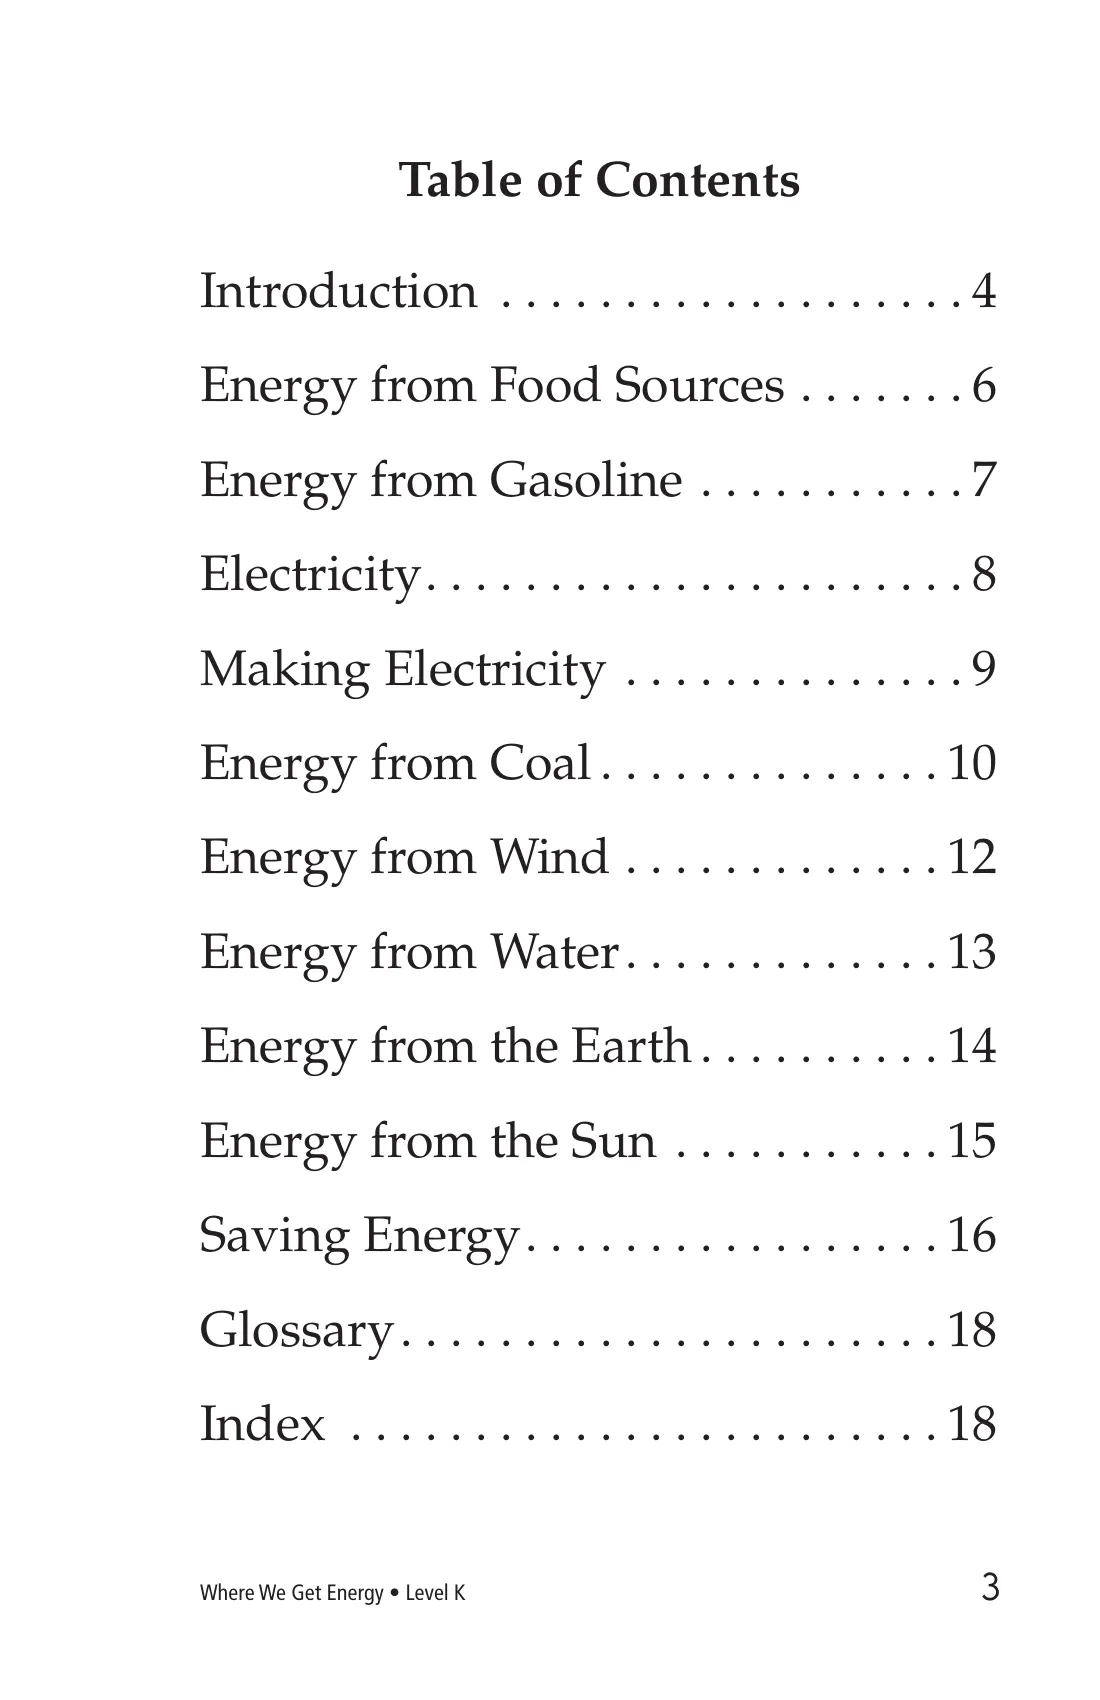 Table of Contents
Introduction . . . . . . . . . . . . . . . . . . . 4
Energy from Food Sources . . . . . . . 6
Energy from Gasoline . . . . . . . . . . . 7
Electricity. . . . . . . . . . . . . . . . . . . . . . 8
Making Electricity . . . . . . . . . . . . . . 9
Energy from Coal . . . . . . . . . . . . . . 10
Energy from Wind . . . . . . . . . . . . . 12
Energy from Water. . . . . . . . . . . . . 13
Energy from the Earth . . . . . . . . . . 14
Energy from the Sun . . . . . . . . . . . 15
Saving Energy. . . . . . . . . . . . . . . . . 16
Glossary. . . . . . . . . . . . . . . . . . . . . . 18
Index . . . . . . . . . . . . . . . . . . . . . . . . 18
Where We Get Energy • Level K 3